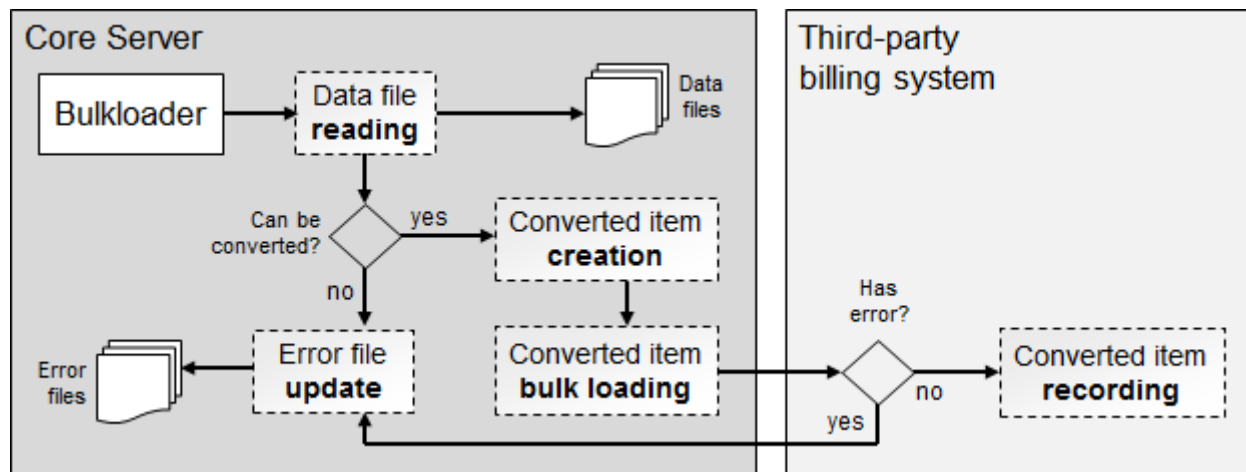 Core Server
Third-party
billing system
Bulkloader
Data file
reading
Data
files
Can be
converted?
yes
Converted item
creation
no
Has
error?
Error
files
Error file
update
Converted item
bulk loading
Converted item
recording
no
yes